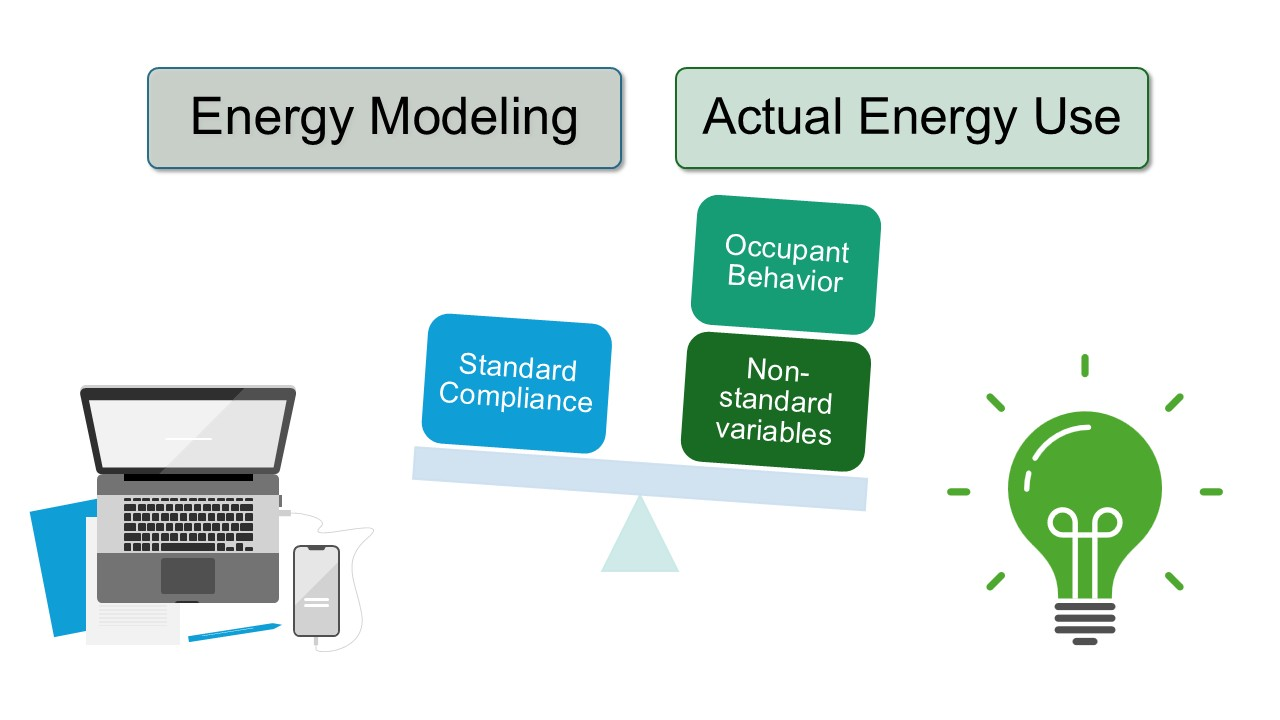 Energy Modeling
Actual Energy Use
Occupant
Behavior
Standard
Compliance
Non-
standard
variables